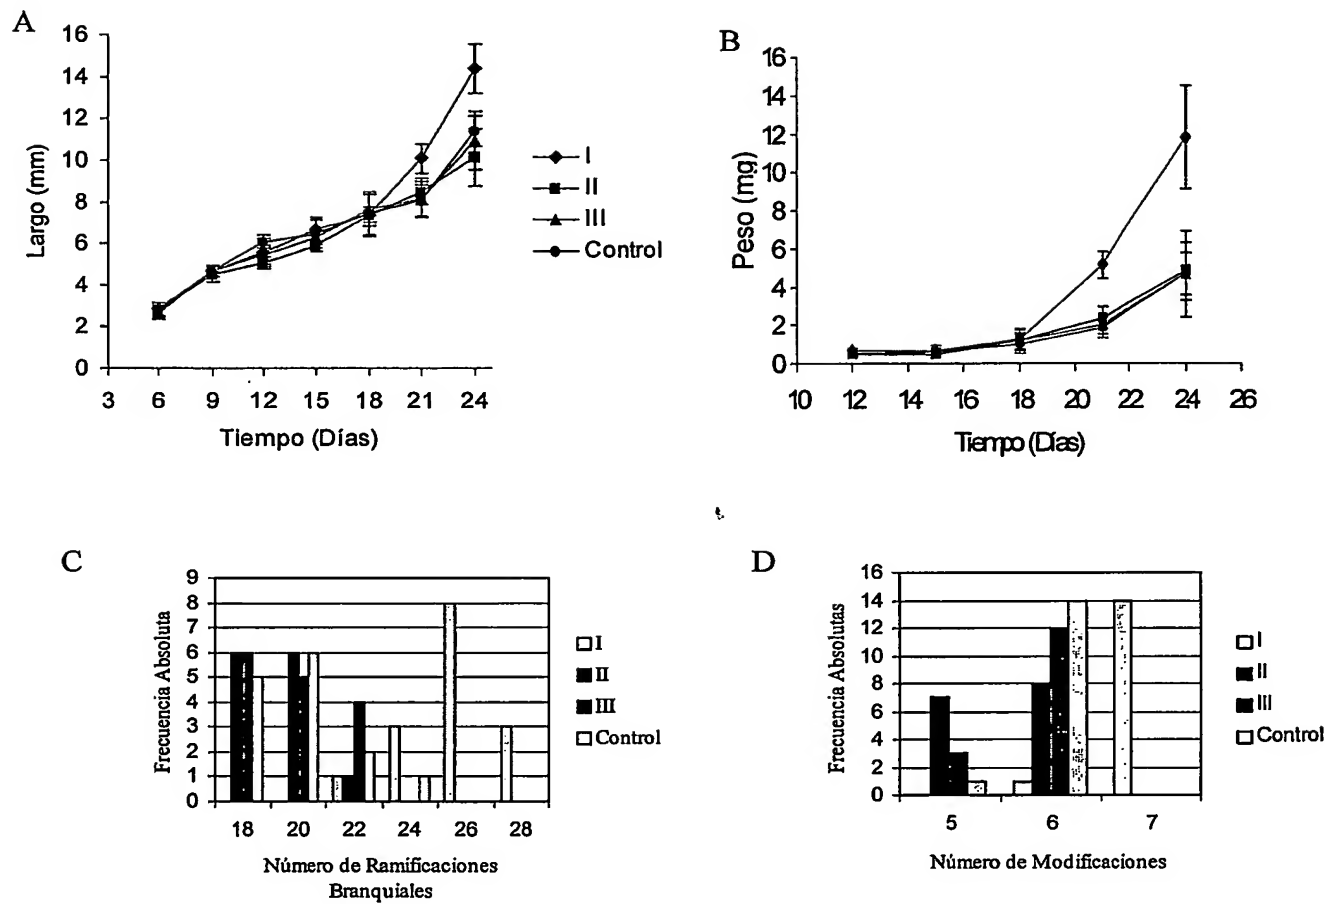 A
16
14
12
10
8
6
4
2
0
Largo (mm)
3 6 9 12 15 18 21 24
Tiempo (Días)
I
II
III
Control
B
16
14
12
10
8
6
4
2
0
Peso (mg)
10 12 14 16 18 20 22 24 26
Tiempo (Días)
C
9
8
7
6
5
4
3
2
1
0
Frecuencia Absoluta
18 20 22 24 26 28
Número de Ramificaciones
Branquiales
I
II
III
Control
D
16
14
12
10
8
6
4
2
0
Frecuencia Absolutas
5 6 7
Número de Modificaciones
I
II
III
Control